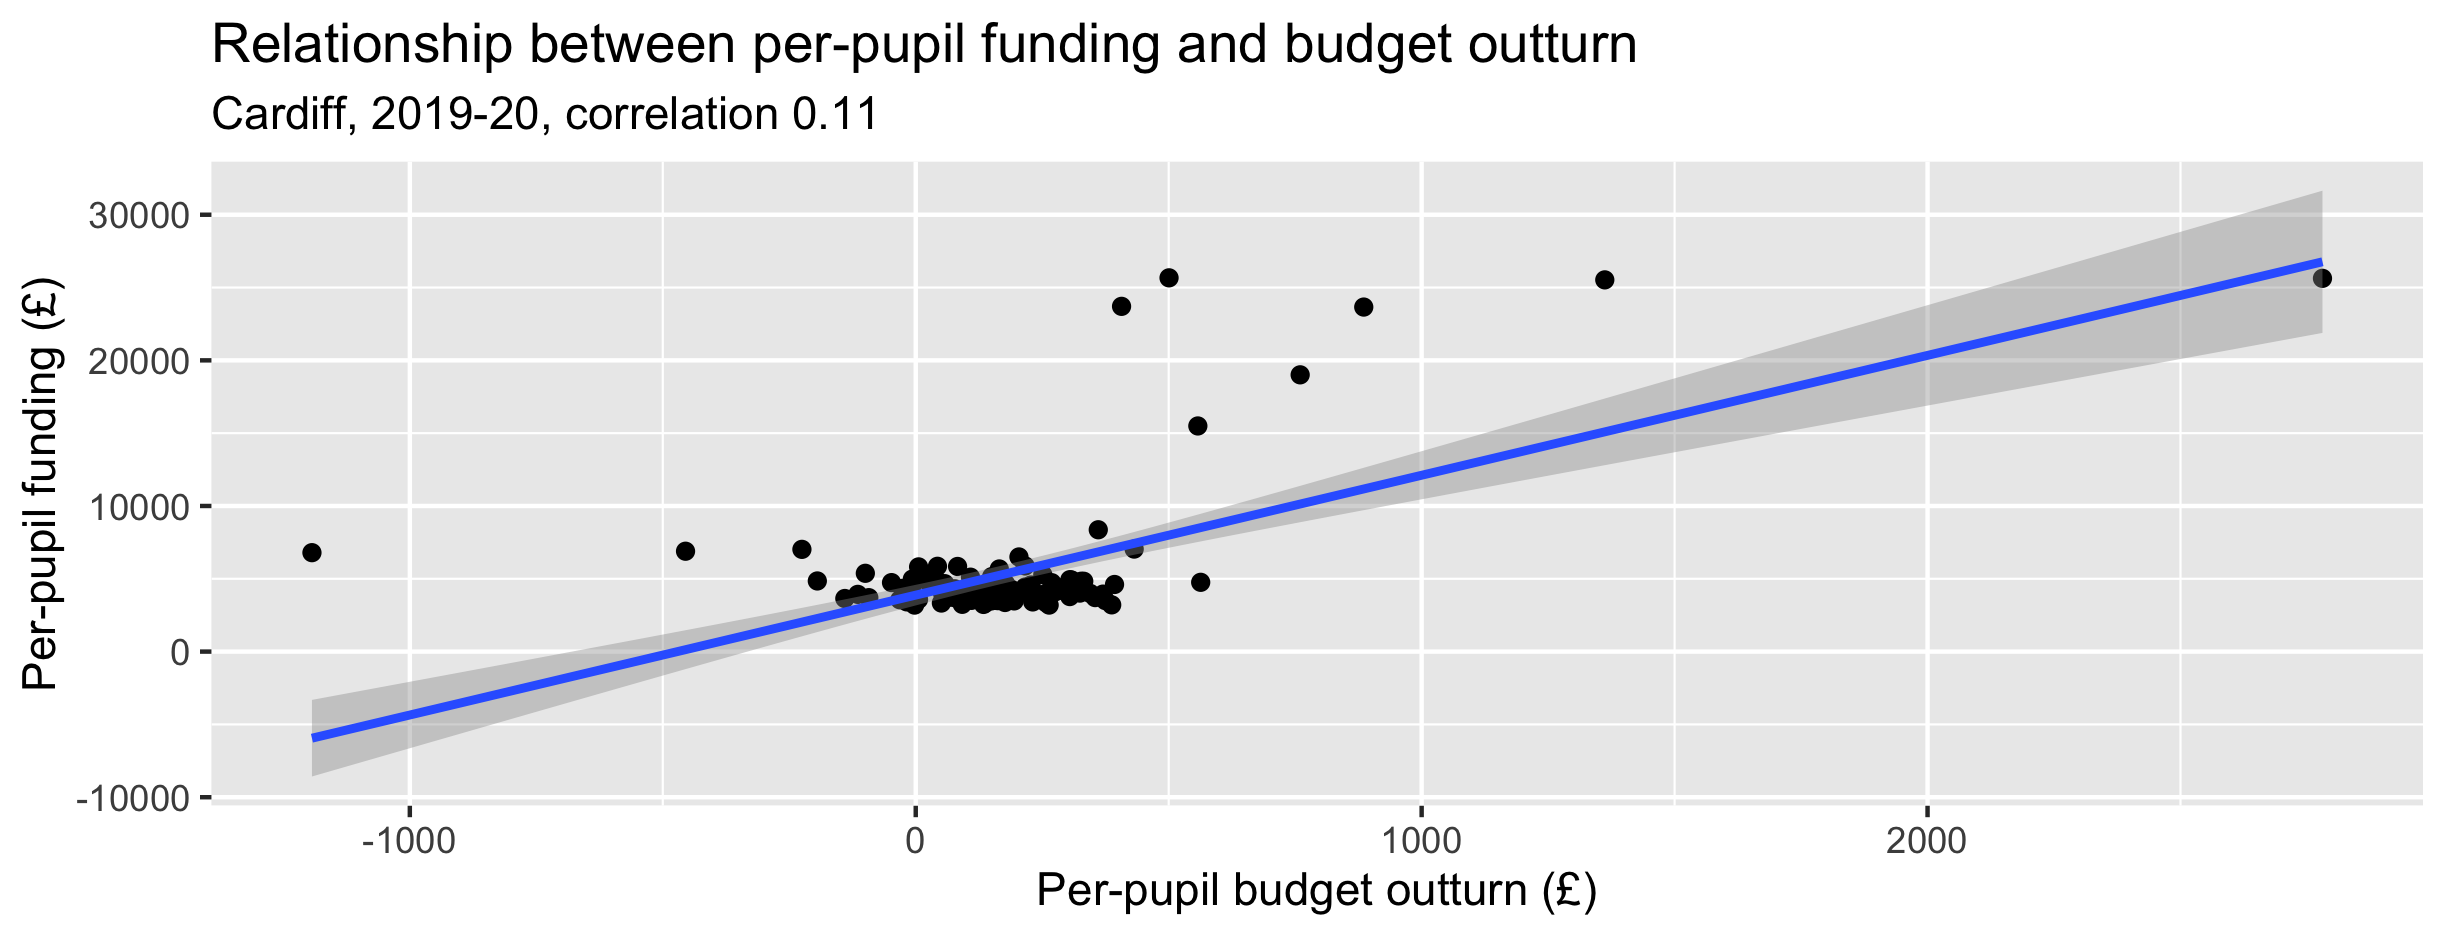 Relationship between per-pupil funding and budget outturn
Cardiff, 2019-20, correlation 0.11
Per-pupil funding (£)
30000
20000
10000
0
-10000
-1000
0
1000
2000
Per-pupil budget outturn (£)